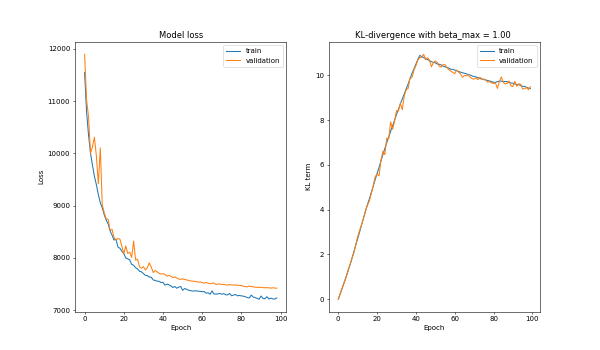 Model loss
train
validation
12000
11000
10000
9000
8000
7000
Loss
0
20
40
60
80
100
Epoch
KL-divergence with beta_max = 1.00
train
validation
10
8
6
4
2
0
KL term
0
20
40
60
80
100
Epoch